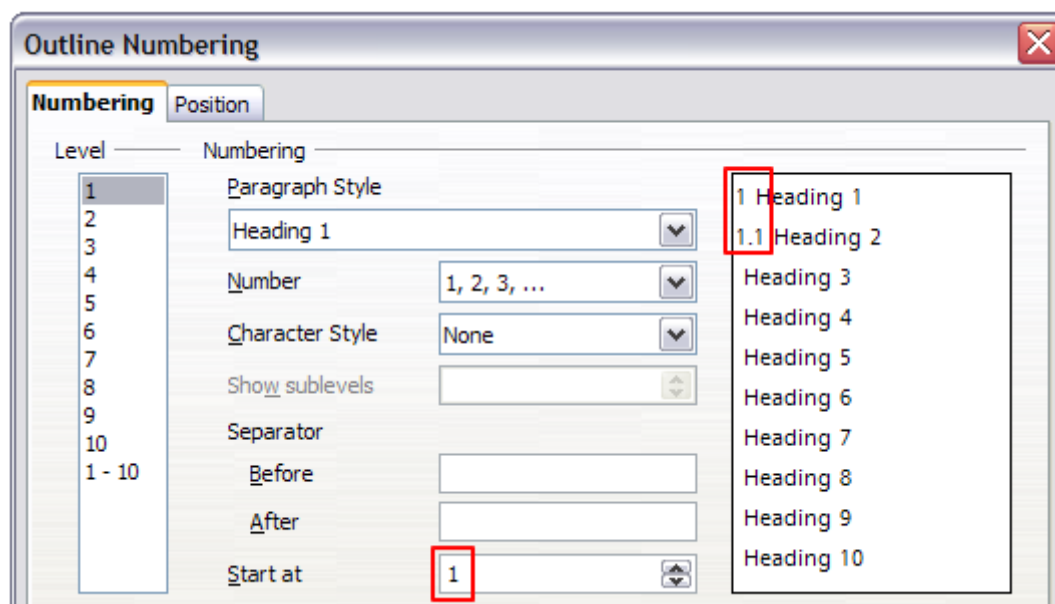 Outline Numbering
Numbering Position
Level Numbering
1
2
3
4
5
6
7
8
9
10
1 - 10
Paragraph Style
Heading 1
Number 1, 2, 3, ...
Character Style None
Show sublevels
Separator
Before
After
Start at 1
1 Heading 1
1.1 Heading 2
Heading 3
Heading 4
Heading 5
Heading 6
Heading 7
Heading 8
Heading 9
Heading 10